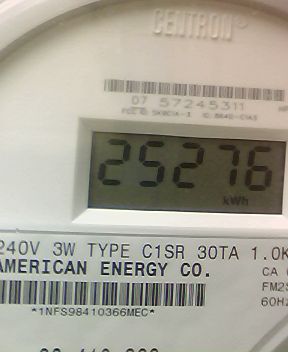 CENTRON
07 57245311
25276
kWh
240V 3W TYPE C1SR 30TA 1.0K
AMERICAN ENERGY CO.
CA
FM2S
60HZ
*1NFS98410366MEC*